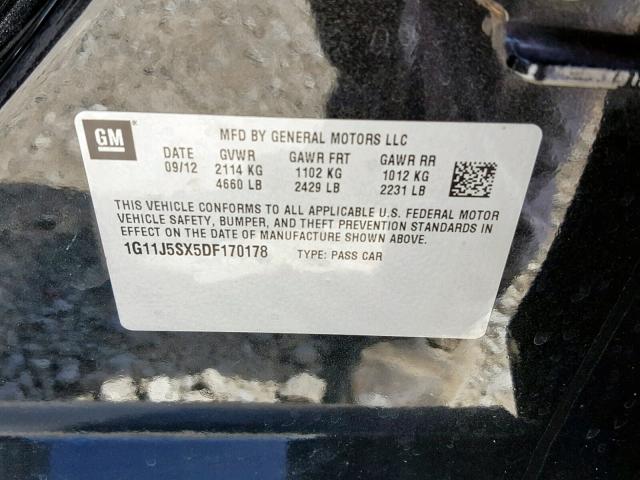 GM
MFD BY GENERAL MOTORS LLC
DATE GVWR GAWR FRT GAWR RR
09/12 2114 KG 1102 KG 1012 KG
4660 LB 2429 LB 2231 LB
THIS VEHICLE CONFORMS TO ALL APPLICABLE U.S. FEDERAL MOTOR
VEHICLE SAFETY, BUMPER, AND THEFT PREVENTION STANDARDS IN
EFFECT ON THE DATE OF MANUFACTURE SHOWN ABOVE.
1G11J5SX5DF170178 TYPE: PASS CAR